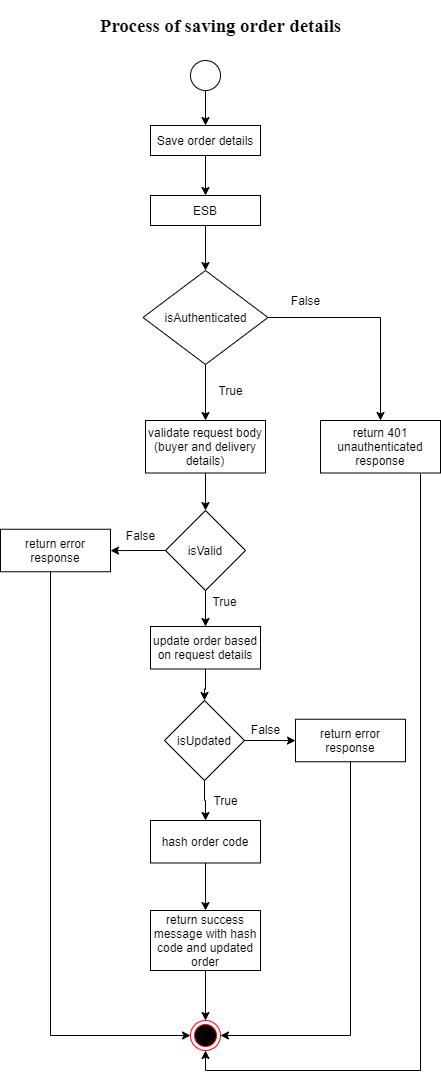 Process of saving order details
Save order details
ESB
isAuthenticated
False
True
validate request body
(buyer and delivery
details)
return 401
unauthenticated
response
isValid
False
return error
response
True
update order based
on request details
isUpdated
False
return error
response
True
hash order code
return success
message with hash
code and updated
order